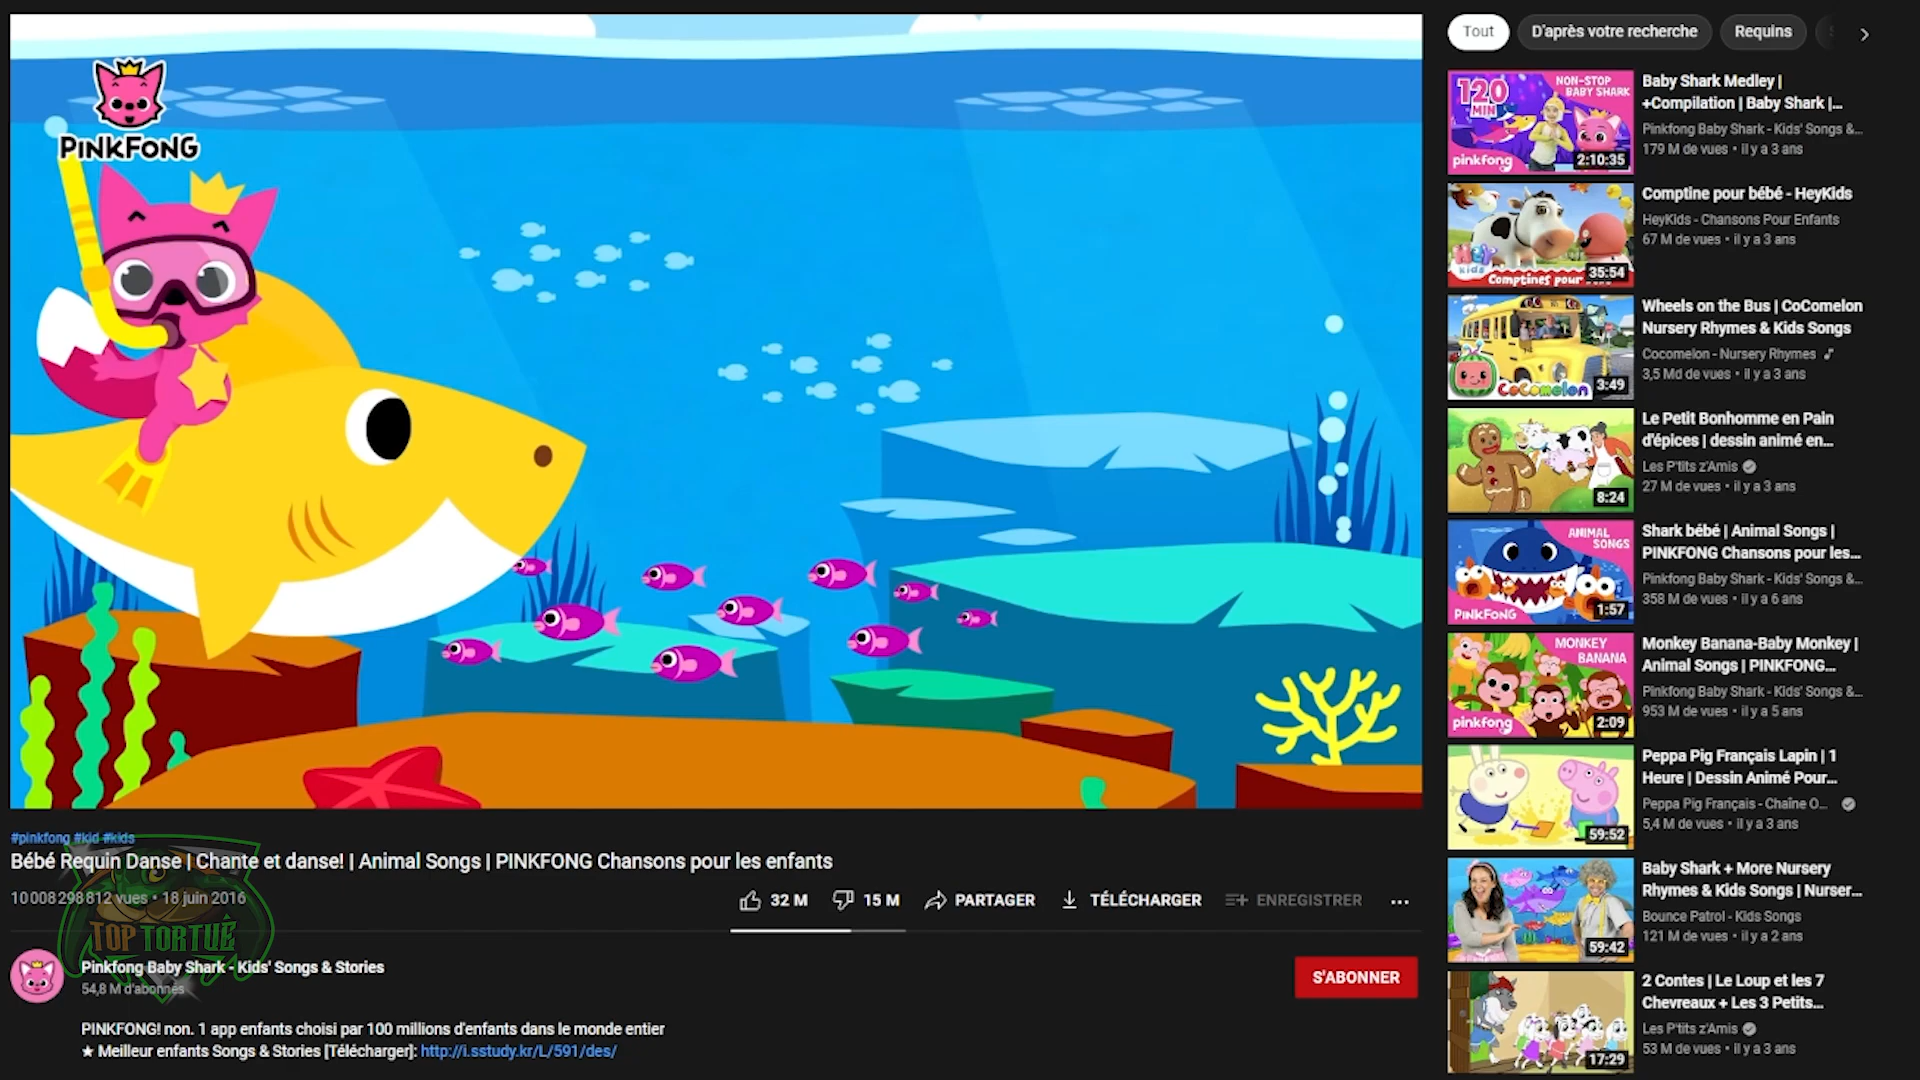 PINKFONG
#pinkfong #kid #kids
Bébé Requin Danse | Chante et danse! | Animal Songs | PINKFONG Chansons pour les enfants
10 008 298 812 vues • 18 juin 2016
32 M
15 M
PARTAGER
TÉLÉCHARGER
ENREGISTRER
TOP TORTUE
Pinkfong Baby Shark - Kids' Songs & Stories
54,8 M d'abonnés
S'ABONNER
PINKFONG! non. 1 app enfants choisi par 100 millions d'enfants dans le monde entier
★ Meilleur enfants Songs & Stories [Télécharger]: http://i.sstudy.kr/L/591/des/
Tout
D'après votre recherche
Requins
120 MIN
NON-STOP
BABY SHARK
pinkfong
2:10:35
Baby Shark Medley |
+Compilation | Baby Shark |...
Pinkfong Baby Shark - Kids' Songs &...
179 M de vues • il y a 3 ans
HEY kids
Comptines pour
35:54
Comptine pour bébé - HeyKids
HeyKids - Chansons Pour Enfants
67 M de vues • il y a 3 ans
CoComelon
3:49
Wheels on the Bus | CoComelon
Nursery Rhymes & Kids Songs
Cocomelon - Nursery Rhymes
3,5 Md de vues • il y a 3 ans
8:24
Le Petit Bonhomme en Pain
d'épices | dessin animé en...
Les P'tits z'Amis
27 M de vues • il y a 3 ans
ANIMAL
SONGS
PINKFONG
1:57
Shark bébé | Animal Songs |
PINKFONG Chansons pour les...
Pinkfong Baby Shark - Kids' Songs &...
358 M de vues • il y a 6 ans
MONKEY
BANANA
pinkfong
2:09
Monkey Banana-Baby Monkey |
Animal Songs | PINKFONG...
Pinkfong Baby Shark - Kids' Songs &...
953 M de vues • il y a 5 ans
59:52
Peppa Pig Français Lapin | 1
Heure | Dessin Animé Pour...
Peppa Pig Français - Chaîne O...
5,4 M de vues • il y a 3 ans
59:42
Baby Shark + More Nursery
Rhymes & Kids Songs | Nurser...
Bounce Patrol - Kids Songs
121 M de vues • il y a 2 ans
17:29
2 Contes | Le Loup et les 7
Chevreaux + Les 3 Petits...
Les P'tits z'Amis
53 M de vues • il y a 3 ans